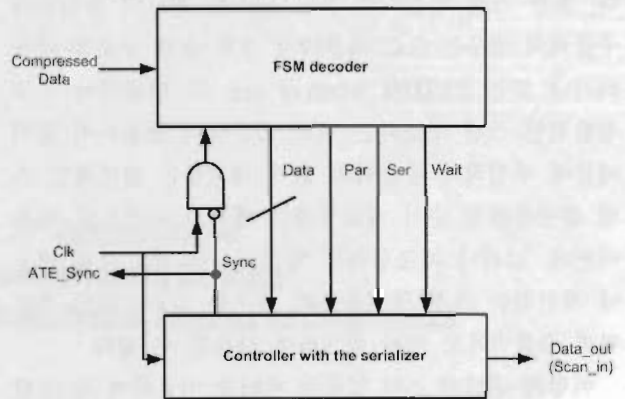 Compressed
Data
FSM decoder
Data
Par
Ser
Wait
Clk
ATE_Sync
Sync
Controller with the serializer
Data_out
(Scan_in)